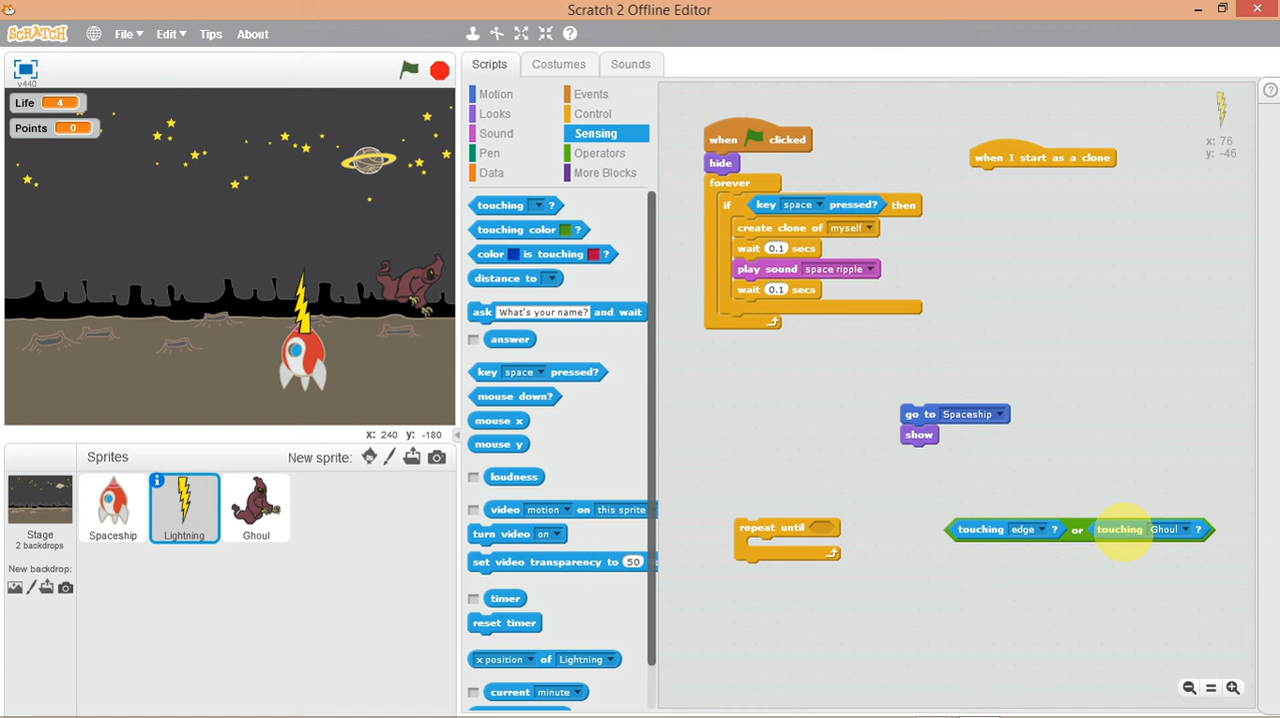 Scratch 2 Offline Editor
SCRATCH File Edit Tips About
v440
Life 4
Points 0
x: 240 y: -180
Sprites New sprite:
Stage
2 backdrops
New backdrop:
Spaceship
Lightning
Ghoul
Scripts Costumes Sounds
Motion Events
Looks Control
Sound Sensing
Pen Operators
Data More Blocks
touching ?
touching color ?
color is touching ?
distance to
ask What's your name? and wait
answer
key space pressed?
mouse down?
mouse x
mouse y
loudness
video motion on this sprite
turn video on
set video transparency to 50
timer
reset timer
x position of Lightning
current minute
when clicked
hide
forever
if key space pressed? then
create clone of myself
wait 0.1 secs
play sound space ripple
wait 0.1 secs
when I start as a clone
x: 76
y: -46
go to Spaceship
show
repeat until
touching edge ? or touching Ghoul ?